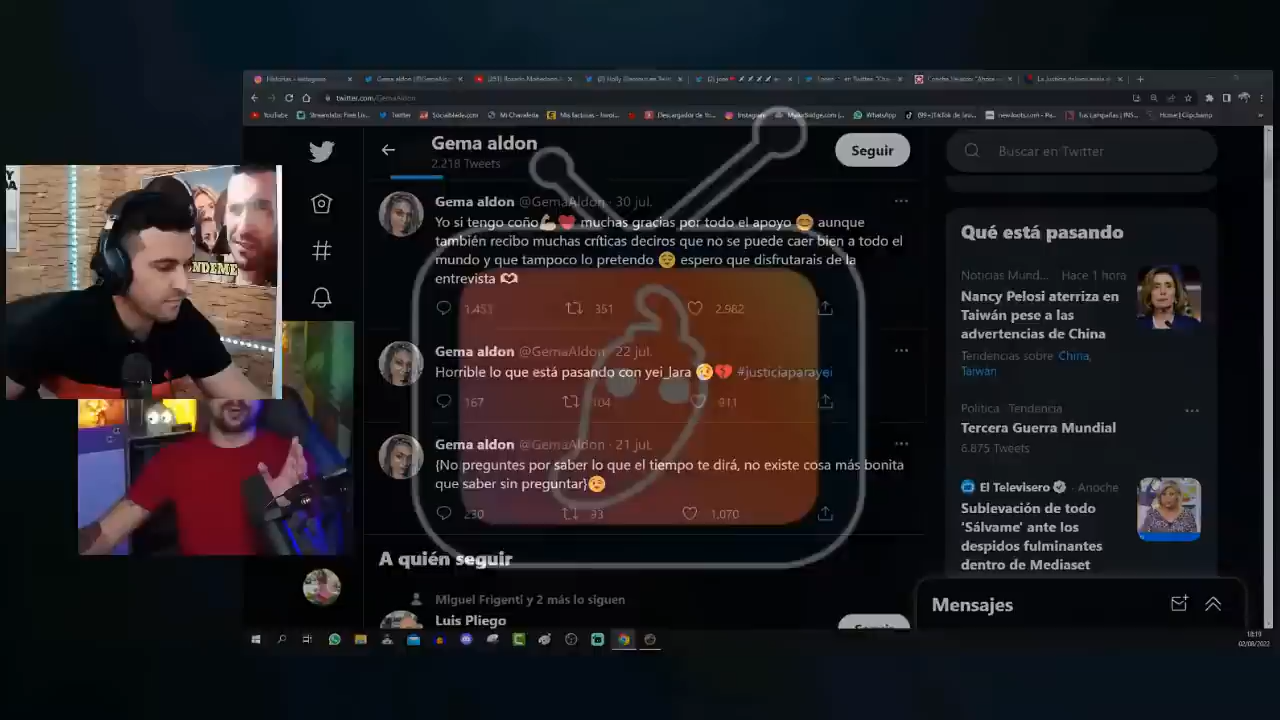 Historias • Instagram
twitter.com/GemaAldon
YouTube
Twitter
Mi Charaleta
Instagram
WhatsApp
Gema aldon
2.218 Tweets
Seguir
Buscar en Twitter
Gema aldon @GemaAldon · 30 jul.
Yo si tengo coño💪❤️ muchas gracias por todo el apoyo 😊 aunque
también recibo muchas críticas deciros que no se puede caer bien a todo el
mundo y que tampoco lo pretendo 😌 espero que disfrutarais de la
entrevista 🫶
1.453 351 2.982
Gema aldon @GemaAldon · 22 jul.
Horrible lo que está pasando con yei_lara 😢💔 #justiciaparayei
167 104 911
Gema aldon @GemaAldon · 21 jul.
{No preguntes por saber lo que el tiempo te dirá, no existe cosa más bonita
que saber sin preguntar}☺️
230 93 1.070
A quién seguir
Miguel Frigenti y 2 más lo siguen
Luis Pliego
Seguir
Qué está pasando
Noticias Mund... Hace 1 hora
Nancy Pelosi aterriza en
Taiwán pese a las
advertencias de China
Tendencias sobre China,
Taiwan
Política · Tendencia
Tercera Guerra Mundial
6.875 Tweets
El Televisero · Anoche
Sublevación de todo
'Sálvame' ante los
despidos fulminantes
dentro de Mediaset
Mensajes
NDEME
18:19
02/08/2022